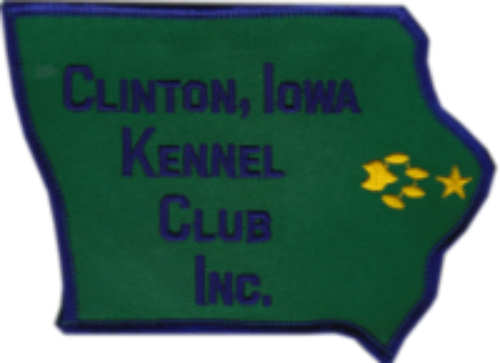 CLINTON, IOWA
KENNEL
CLUB
INC.